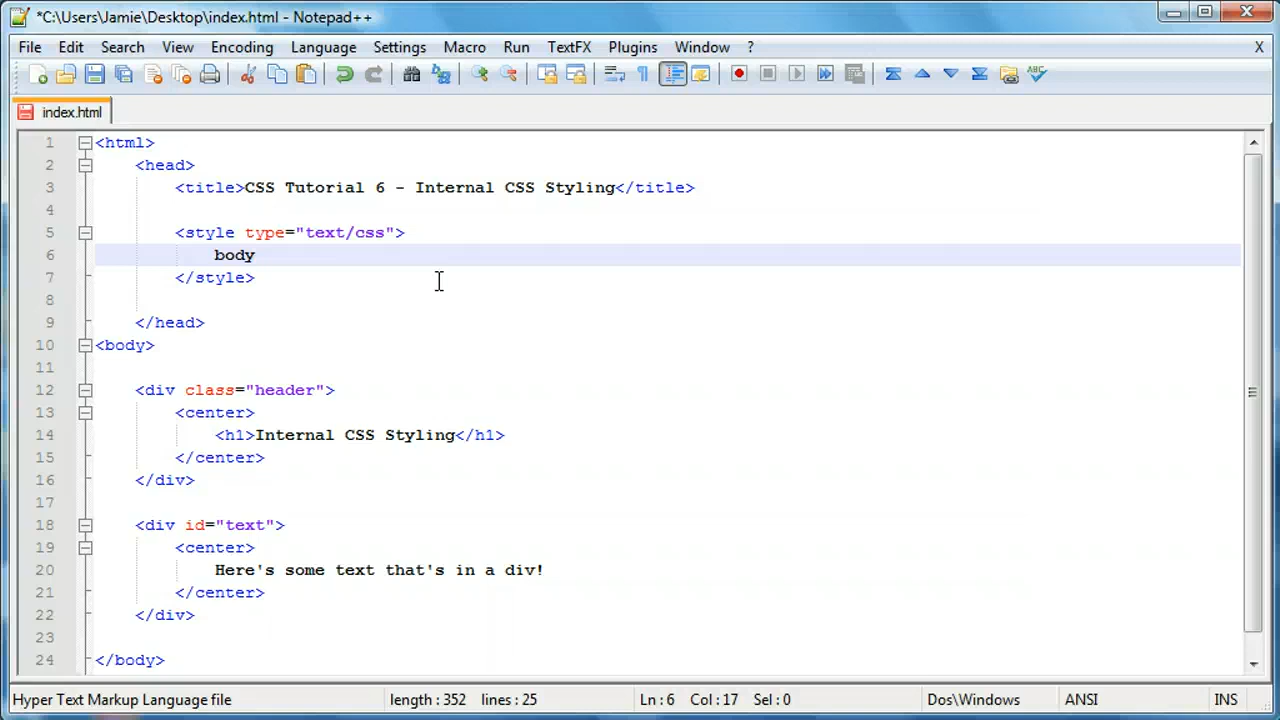 *C:\Users\Jamie\Desktop\index.html - Notepad++
File Edit Search View Encoding Language Settings Macro Run TextFX Plugins Window ? X
ABC
index.html
1 <html>
2 <head>
3 <title>CSS Tutorial 6 - Internal CSS Styling</title>
4
5 <style type="text/css">
6 body
7 </style>
8
9 </head>
10 <body>
11
12 <div class="header">
13 <center>
14 <h1>Internal CSS Styling</h1>
15 </center>
16 </div>
17
18 <div id="text">
19 <center>
20 Here's some text that's in a div!
21 </center>
22 </div>
23
24 </body>
Hyper Text Markup Language file length : 352 lines : 25 Ln : 6 Col : 17 Sel : 0 Dos\Windows ANSI INS